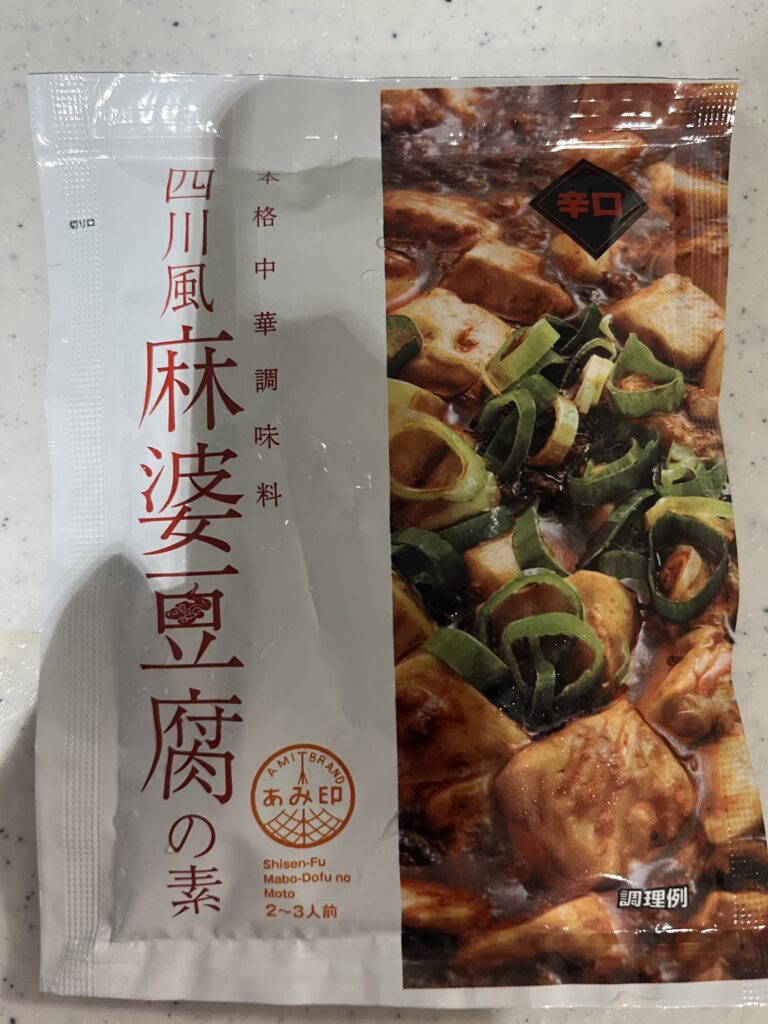 四川風麻婆豆腐の素
本格中華調味料
切り口
辛口
AMI BRAND
あみ印
Shisen-Fu
Mabo-Dofu no
Moto
2〜3人前
調理例